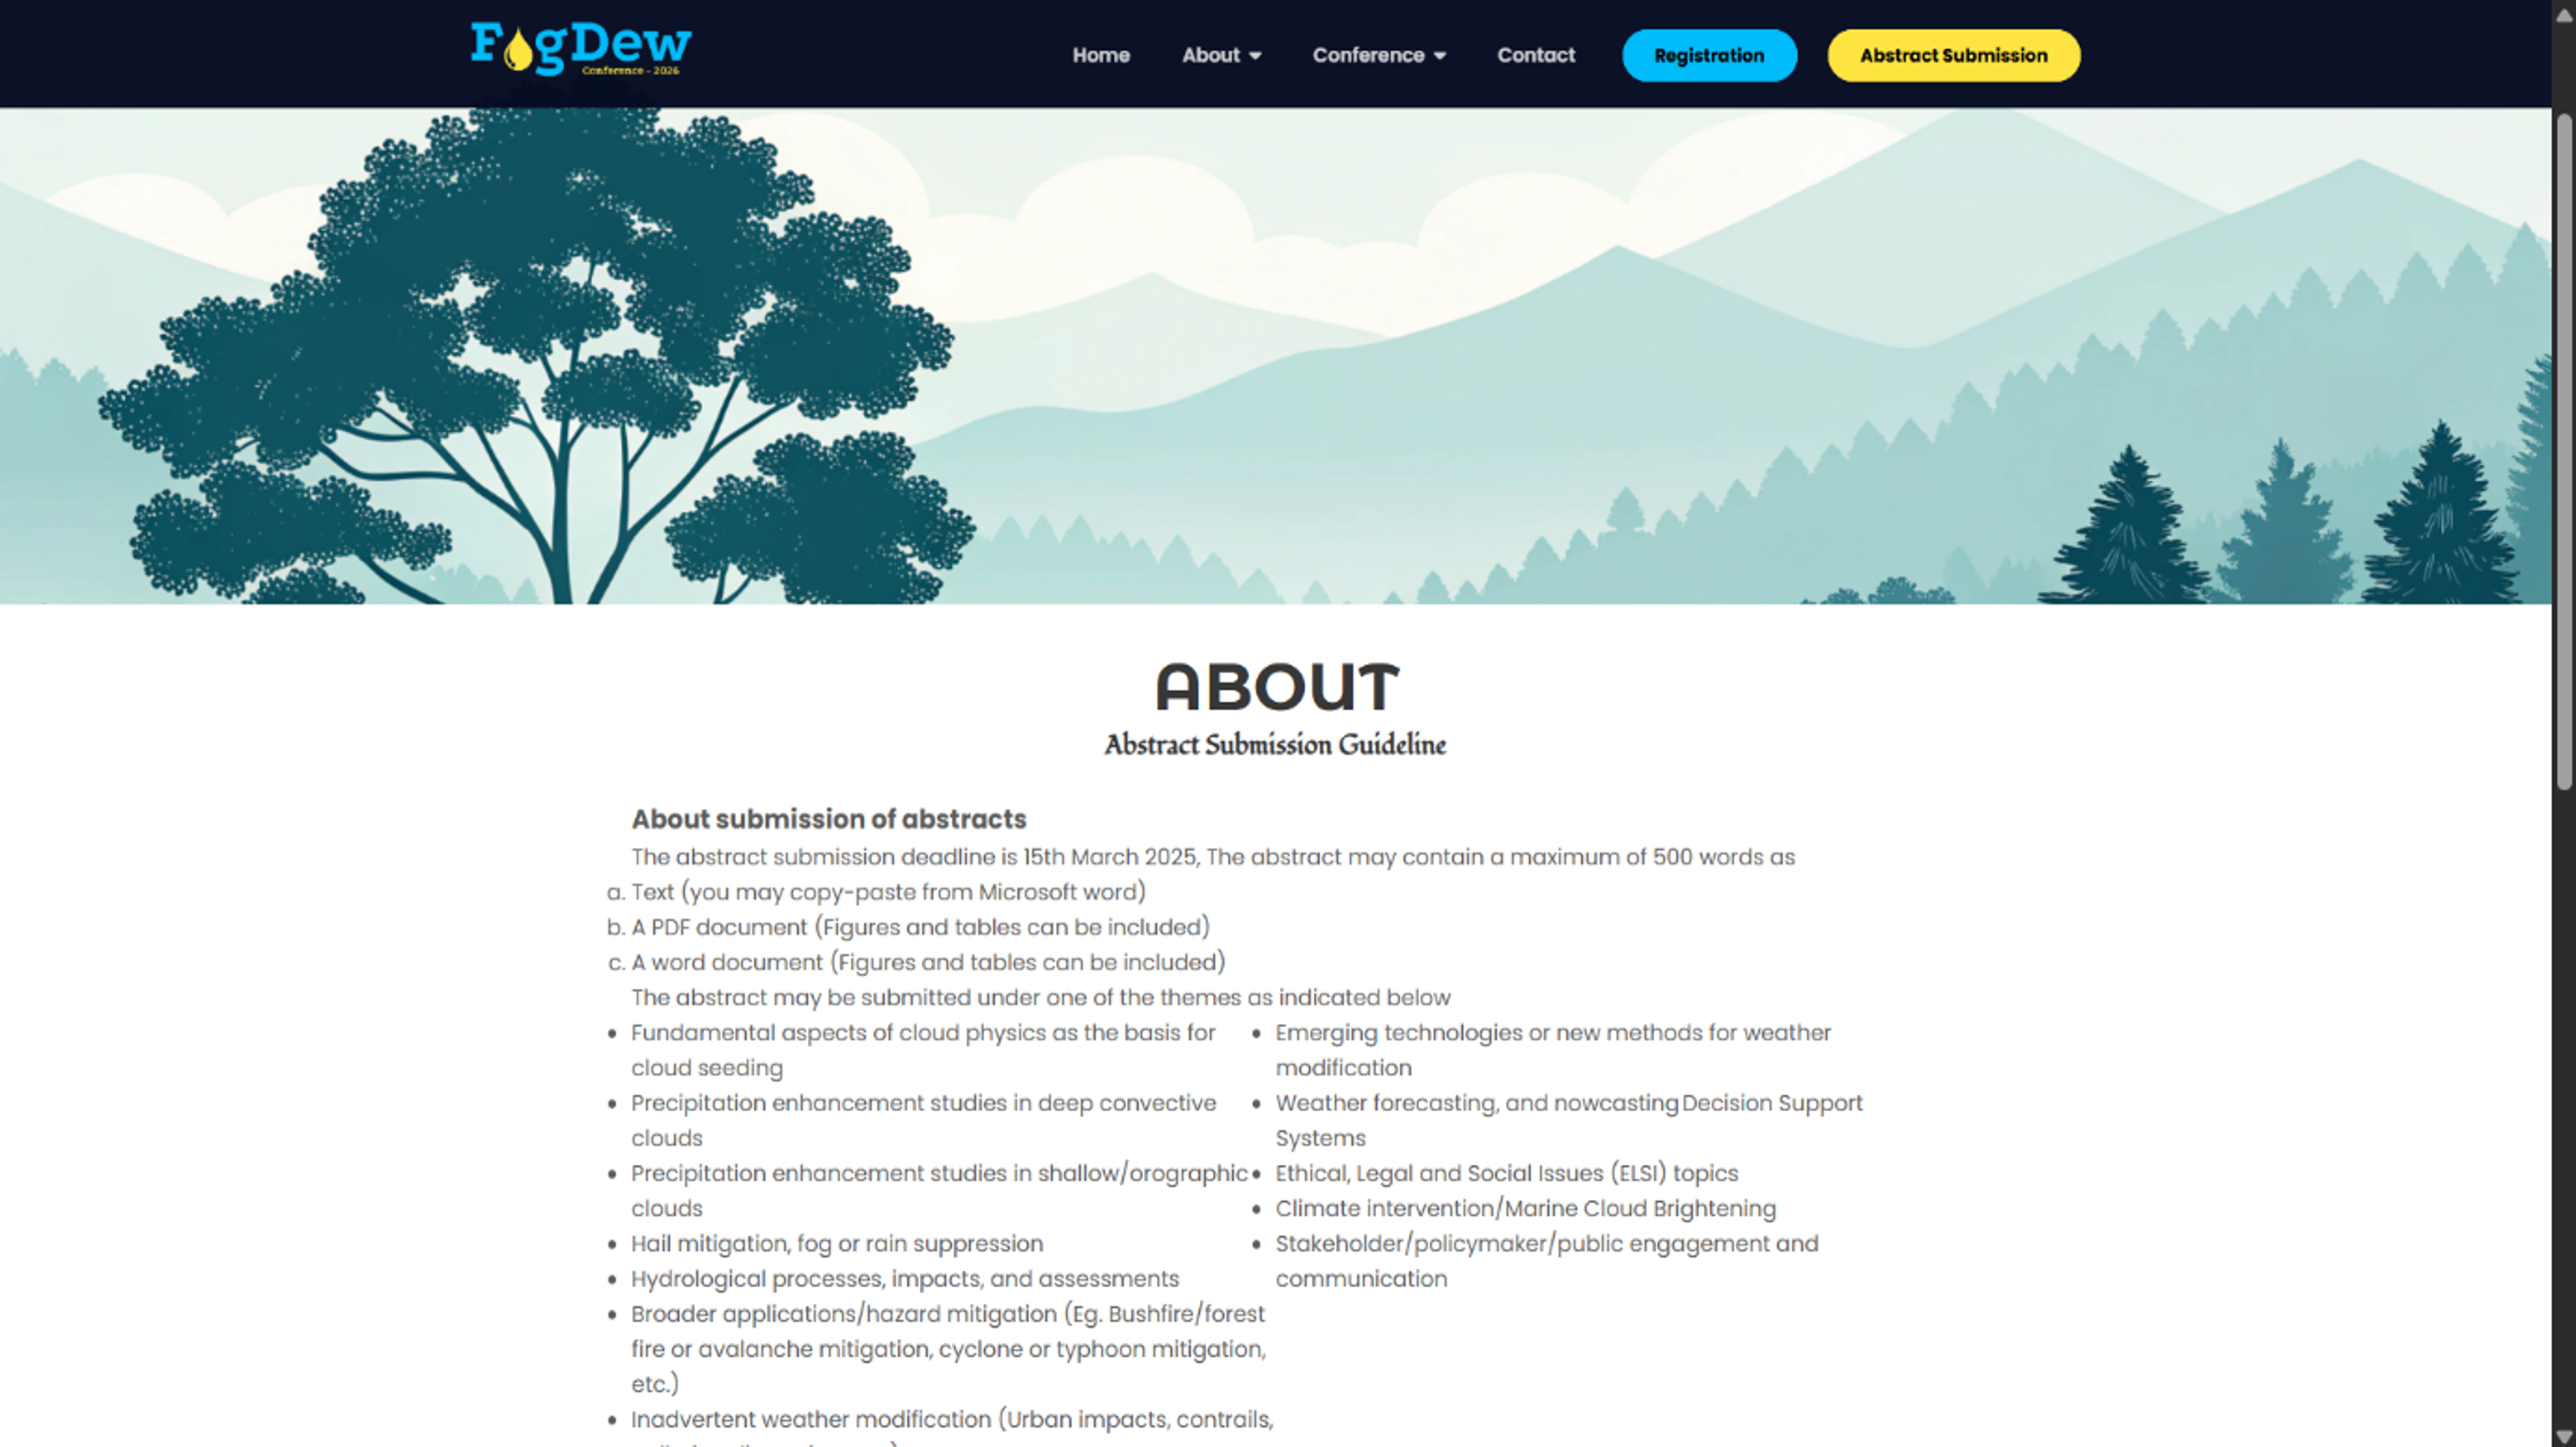 FogDew
Conference - 2026
Home
About
Conference
Contact
Registration
Abstract Submission
ABOUT
Abstract Submission Guideline
About submission of abstracts
The abstract submission deadline is 15th March 2025, The abstract may contain a maximum of 500 words as
a. Text (you may copy-paste from Microsoft word)
b. A PDF document (Figures and tables can be included)
c. A word document (Figures and tables can be included)
The abstract may be submitted under one of the themes as indicated below
• Fundamental aspects of cloud physics as the basis for
cloud seeding
• Precipitation enhancement studies in deep convective
clouds
• Precipitation enhancement studies in shallow/orographic
clouds
• Hail mitigation, fog or rain suppression
• Hydrological processes, impacts, and assessments
• Broader applications/hazard mitigation (Eg. Bushfire/forest
fire or avalanche mitigation, cyclone or typhoon mitigation,
etc.)
• Inadvertent weather modification (Urban impacts, contrails,
• Emerging technologies or new methods for weather
modification
• Weather forecasting, and nowcasting Decision Support
Systems
• Ethical, Legal and Social Issues (ELSI) topics
• Climate intervention/Marine Cloud Brightening
• Stakeholder/policymaker/public engagement and
communication